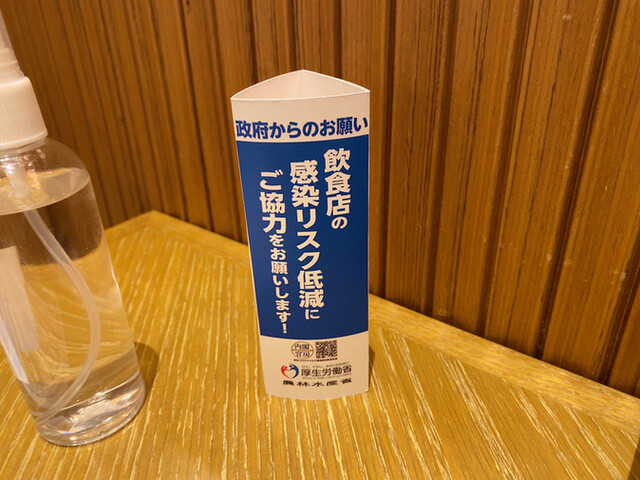 政府からのお願い
飲食店の
感染リスク低減に
ご協力をお願いします!
内閣
官房
厚生労働省
農林水産省